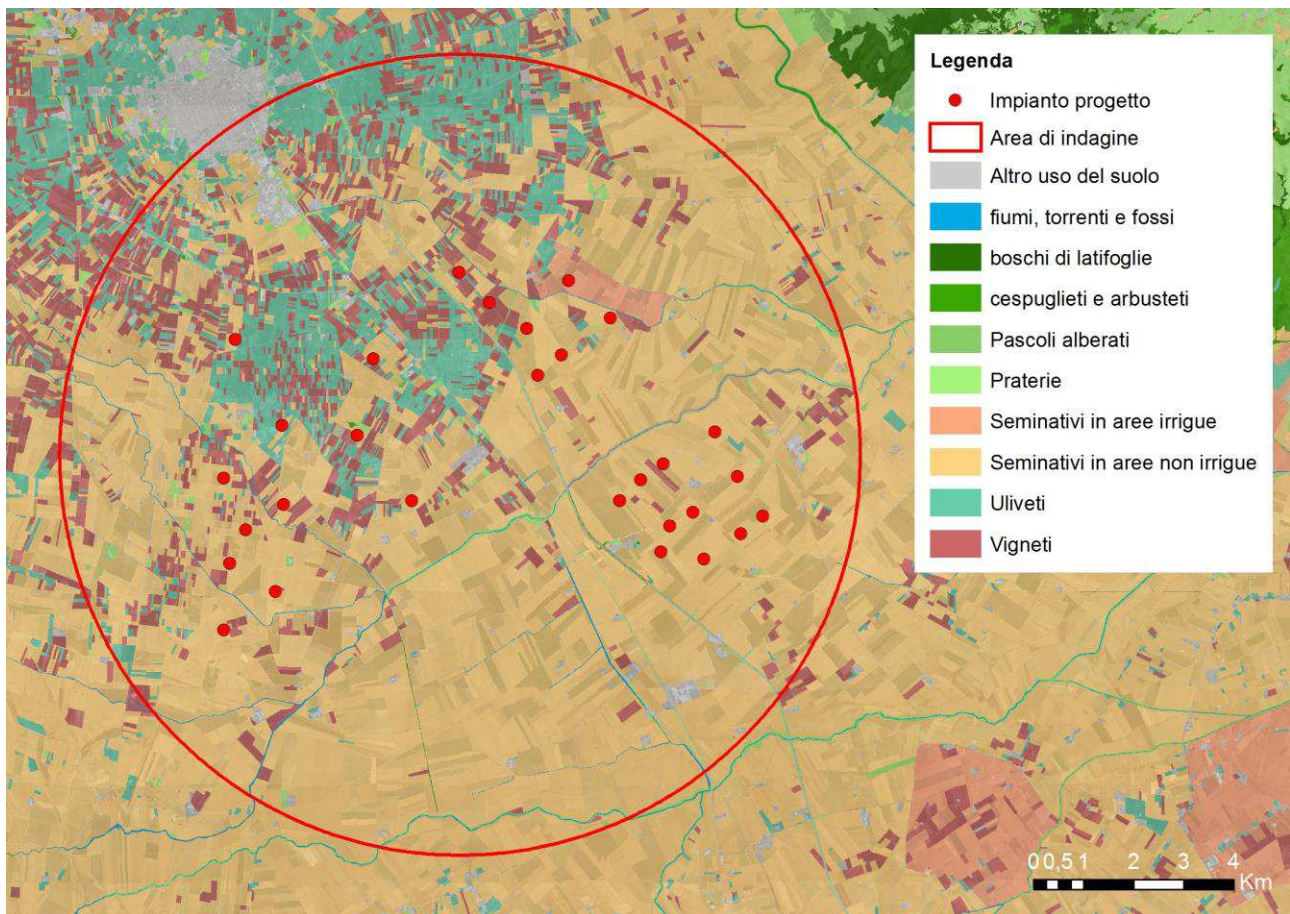 Legenda
Impianto progetto
Area di indagine
Altro uso del suolo
fiumi, torrenti e fossi
boschi di latifoglie
cespuglieti e arbusteti
Pascoli alberati
Praterie
Seminativi in aree irrigue
Seminativi in aree non irrigue
Uliveti
Vigneti
0 0,5 1 2 3 4
Km